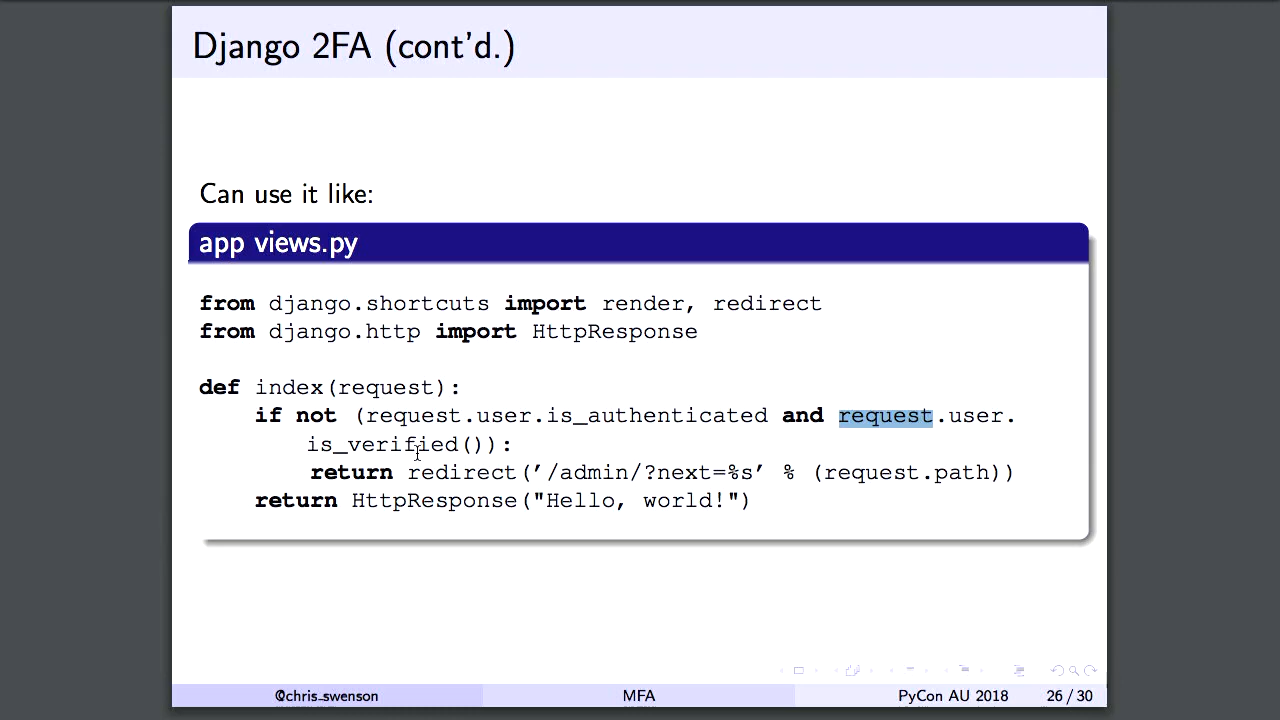 Django 2FA (cont'd.)
Can use it like:
app views.py
from django.shortcuts import render, redirect
from django.http import HttpResponse
def index(request):
if not (request.user.is_authenticated and request.user.
is_verified()):
return redirect('/admin/?next=%s' % (request.path))
return HttpResponse("Hello, world!")
@chris_swenson MFA PyCon AU 2018 26 / 30